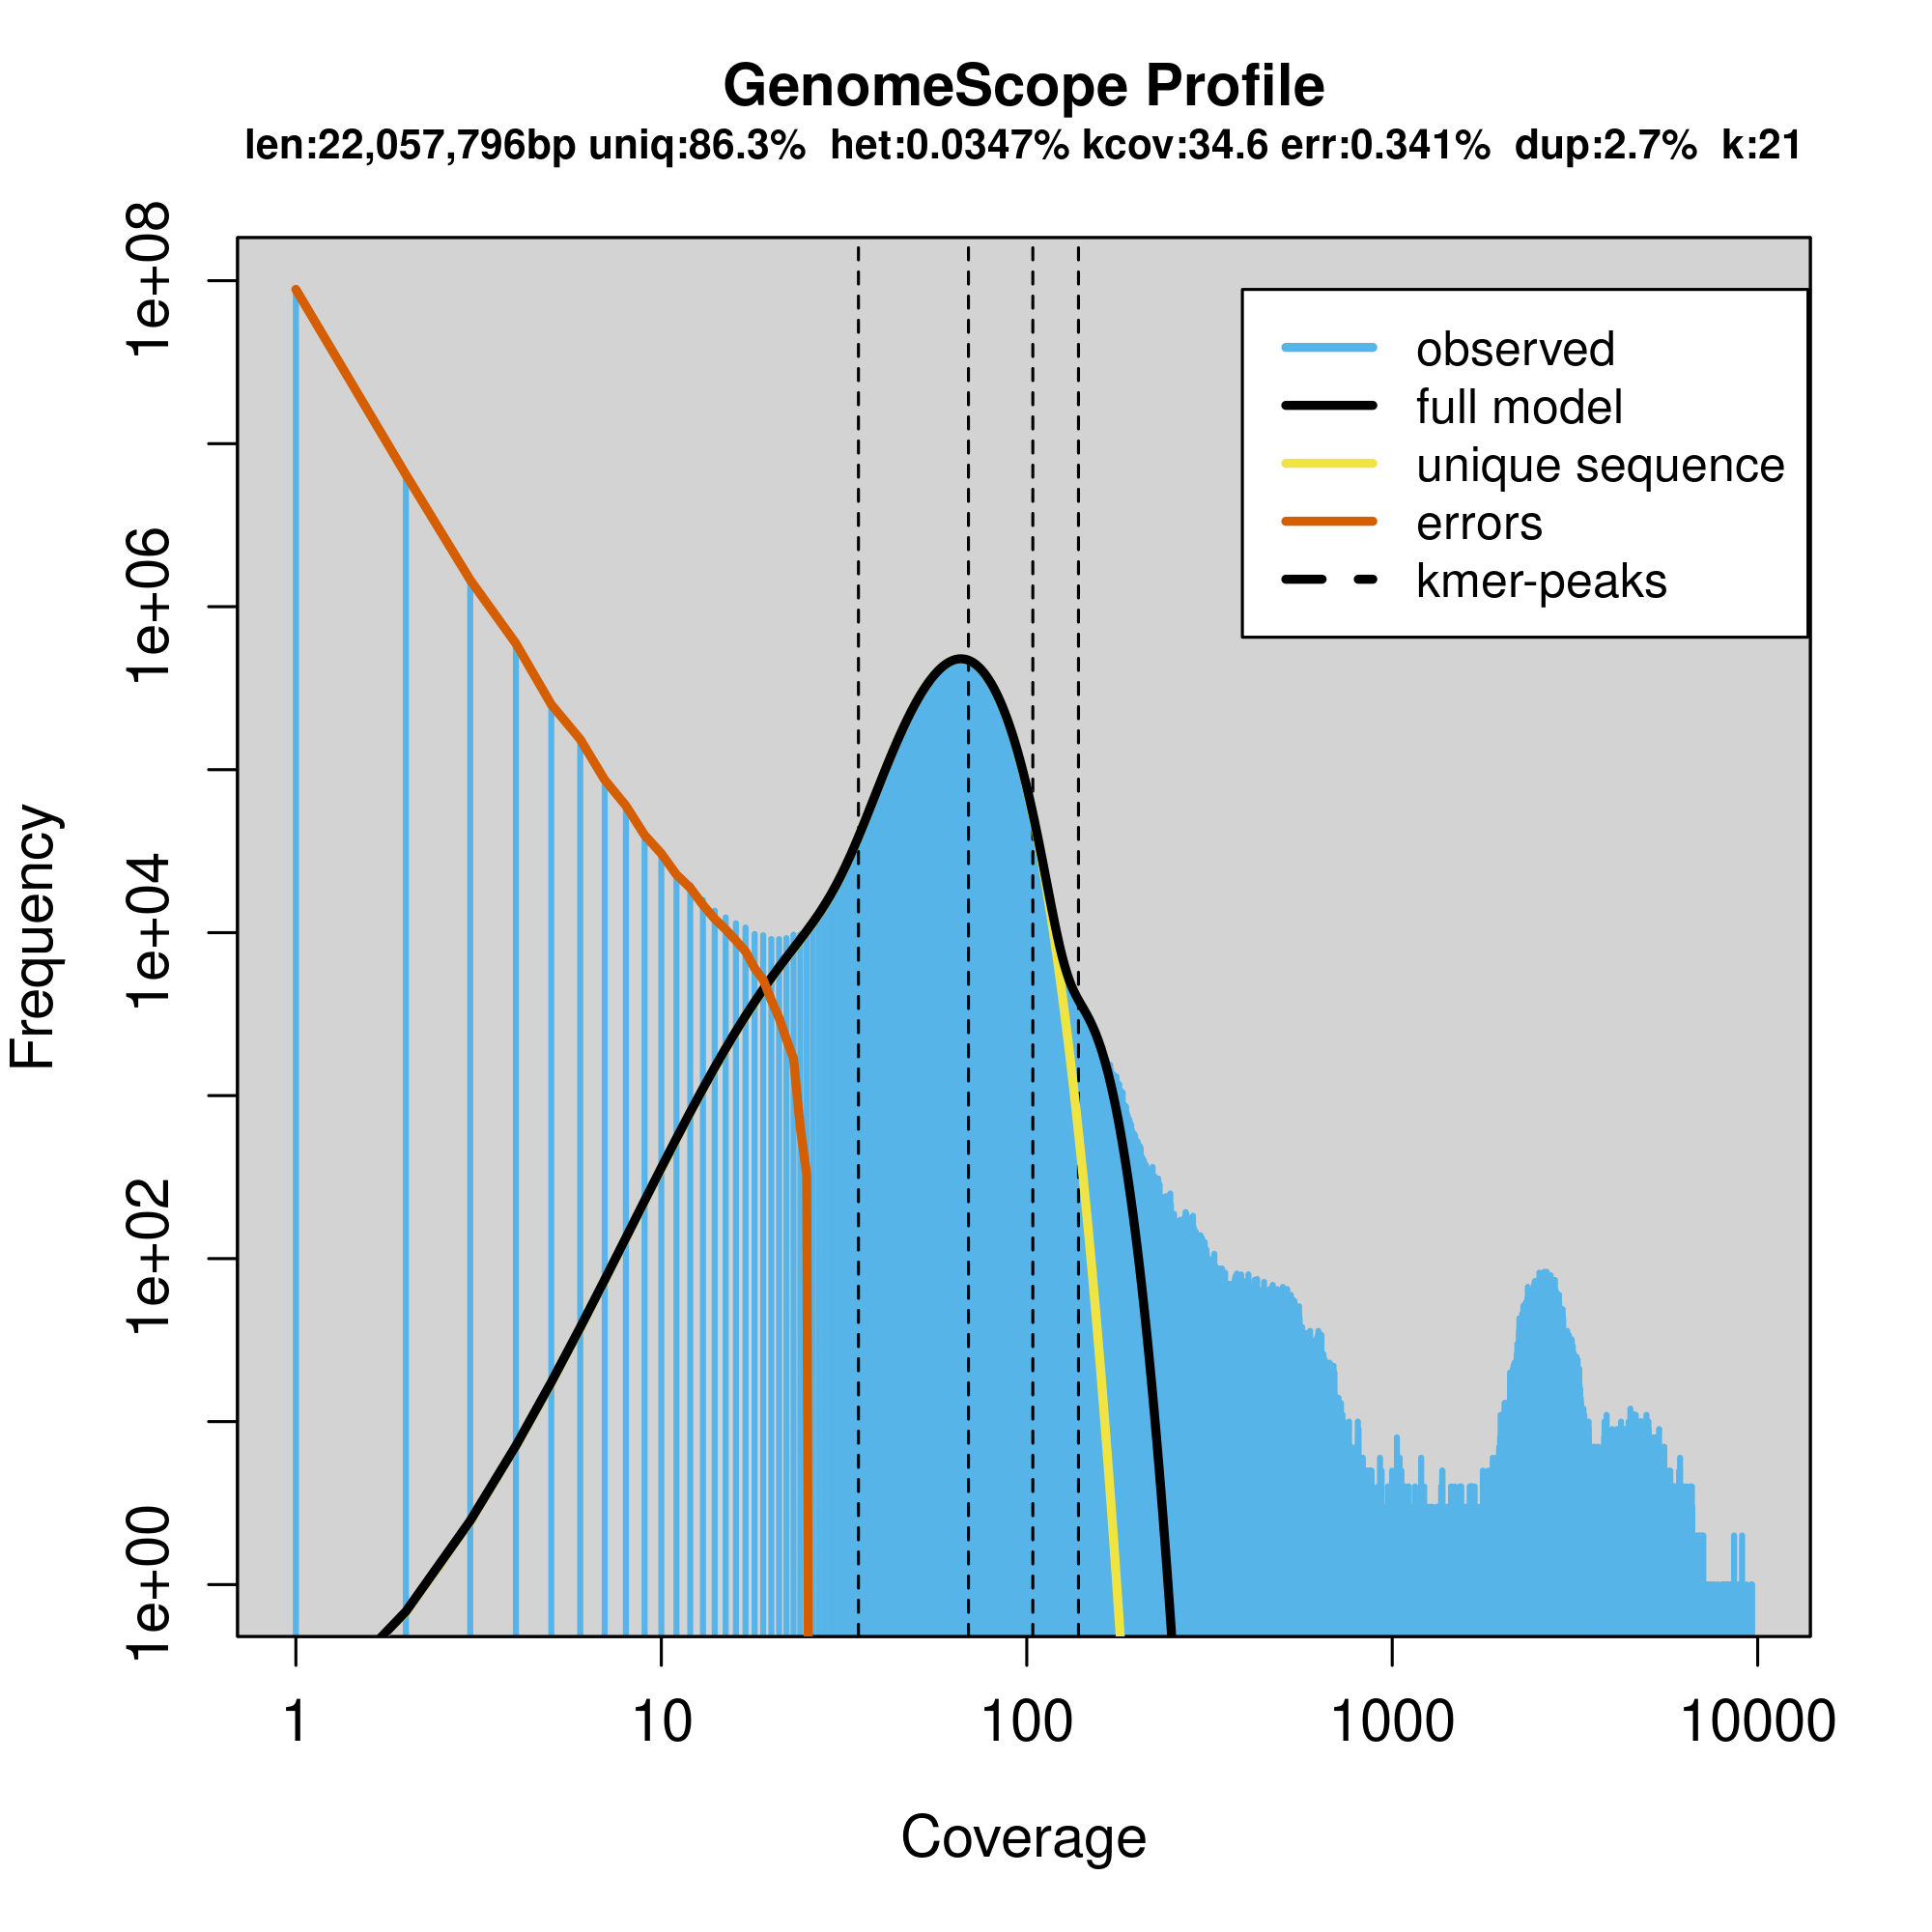 GenomeScope Profile
len:22,057,796bp uniq:86.3%  het:0.0347% kcov:34.6 err:0.341%  dup:2.7%  k:21
1e+08
1e+06
1e+04
1e+02
1e+00
Frequency
observed
full model
unique sequence
errors
kmer-peaks
1 10 100 1000 10000
Coverage